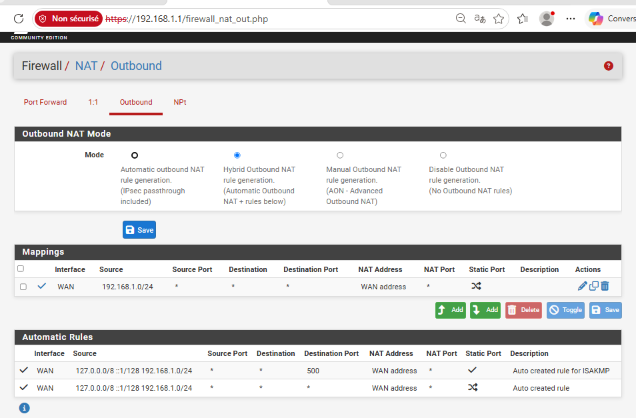 Non sécurisé https://192.168.1.1/firewall_nat_out.php
Convers
COMMUNITY EDITION
Firewall / NAT / Outbound
Port Forward 1:1 Outbound NPt
Outbound NAT Mode
Mode
Automatic outbound NAT
rule generation.
(IPsec passthrough
included)
Hybrid Outbound NAT
rule generation.
(Automatic Outbound
NAT + rules below)
Manual Outbound NAT
rule generation.
(AON - Advanced
Outbound NAT)
Disable Outbound NAT
rule generation.
(No Outbound NAT rules)
Save
Mappings
Interface Source Source Port Destination Destination Port NAT Address NAT Port Static Port Description Actions
WAN 192.168.1.0/24 * * * WAN address *
Add Add Delete Toggle Save
Automatic Rules
Interface Source Source Port Destination Destination Port NAT Address NAT Port Static Port Description
WAN 127.0.0.0/8 ::1/128 192.168.1.0/24 * * 500 WAN address * Auto created rule for ISAKMP
WAN 127.0.0.0/8 ::1/128 192.168.1.0/24 * * * WAN address * Auto created rule